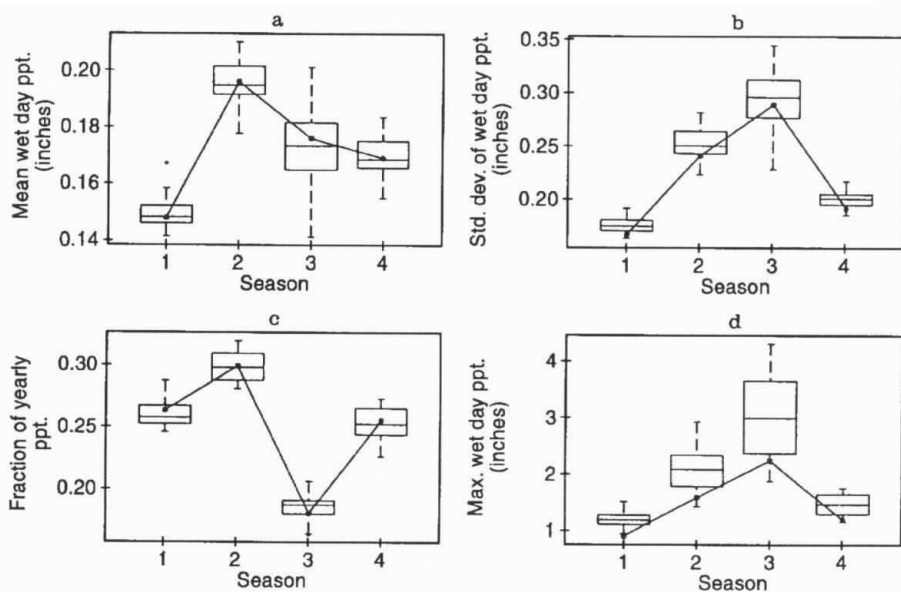 a
Mean wet day ppt.
(inches)
0.20
0.18
0.16
0.14
1 2 3 4
Season
b
Std. dev. of wet day ppt.
(inches)
0.35
0.30
0.25
0.20
1 2 3 4
Season
c
Fraction of yearly
ppt.
0.30
0.25
0.20
1 2 3 4
Season
d
Max. wet day ppt.
(inches)
4
3
2
1
1 2 3 4
Season